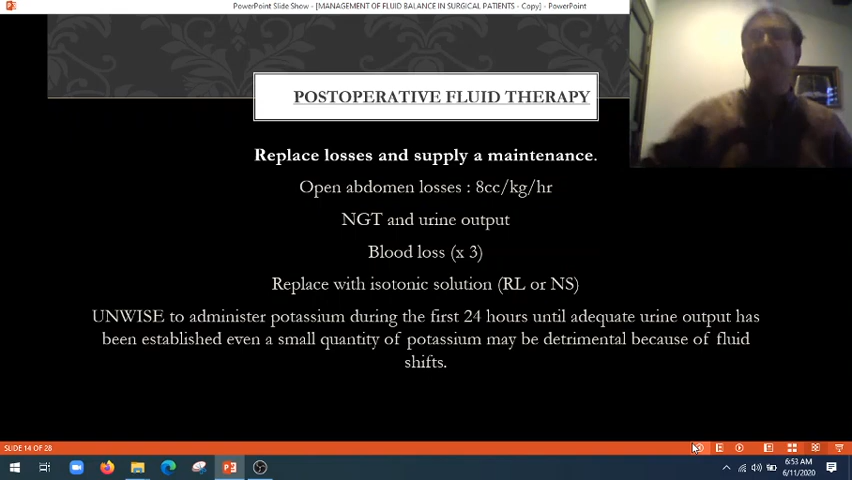 PowerPoint Slide Show - [MANAGEMENT OF FLUID BALANCE IN SURGICAL PATIENTS - Copy] - PowerPoint
POSTOPERATIVE FLUID THERAPY
Replace losses and supply a maintenance.
Open abdomen losses : 8cc/kg/hr
NGT and urine output
Blood loss (x 3)
Replace with isotonic solution (RL or NS)
UNWISE to administer potassium during the first 24 hours until adequate urine output has
been established even a small quantity of potassium may be detrimental because of fluid
shifts.
SLIDE 14 OF 28
6:53 AM
6/11/2020